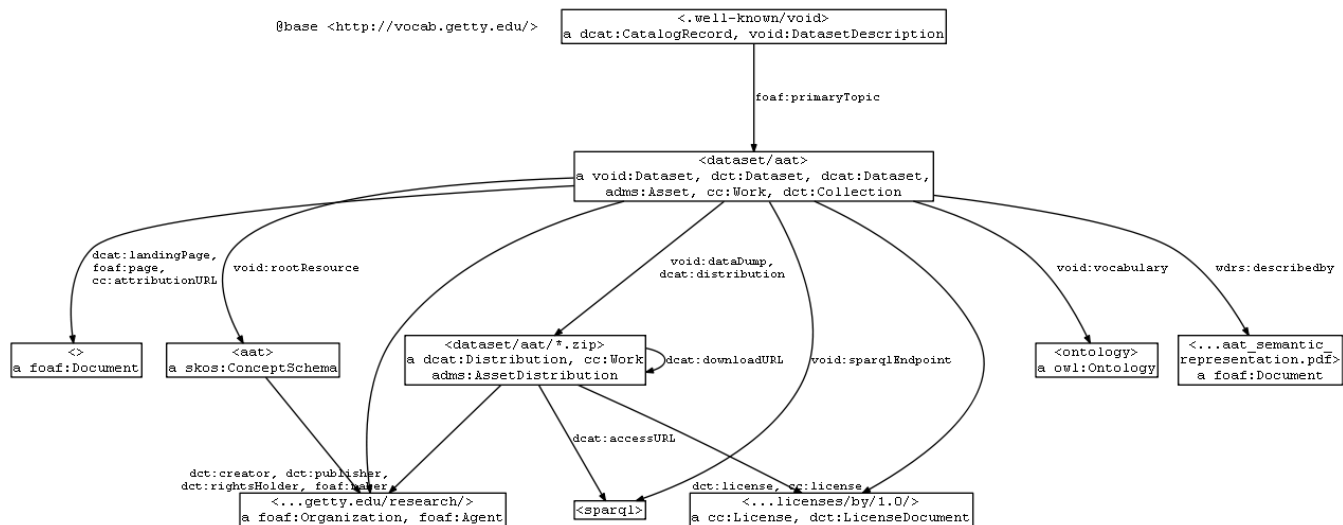 @base <http://vocab.getty.edu/>
<.well-known/void>
a dcat:CatalogRecord, void:DatasetDescription
foaf:primaryTopic
<dataset/aat>
a void:Dataset, dct:Dataset, dcat:Dataset,
adms:Asset, cc:Work, dct:Collection
dcat:landingPage,
foaf:page,
cc:attributionURL
void:rootResource
void:dataDump,
dcat:distribution
void:vocabulary
wdrs:describedby
<>
a foaf:Document
<aat>
a skos:ConceptSchema
<dataset/aat/*.zip>
a dcat:Distribution, cc:Work
adms:AssetDistribution
dcat:downloadURL
void:sparqlEndpoint
<ontology>
a owl:Ontology
<...aat_semantic_
representation.pdf>
a foaf:Document
dcat:accessURL
dct:creator, dct:publisher,
dct:rightsHolder, foaf:maker
dct:license, cc:license
<...getty.edu/research/>
a foaf:Organization, foaf:Agent
<sparql>
<...licenses/by/1.0/>
a cc:License, dct:LicenseDocument